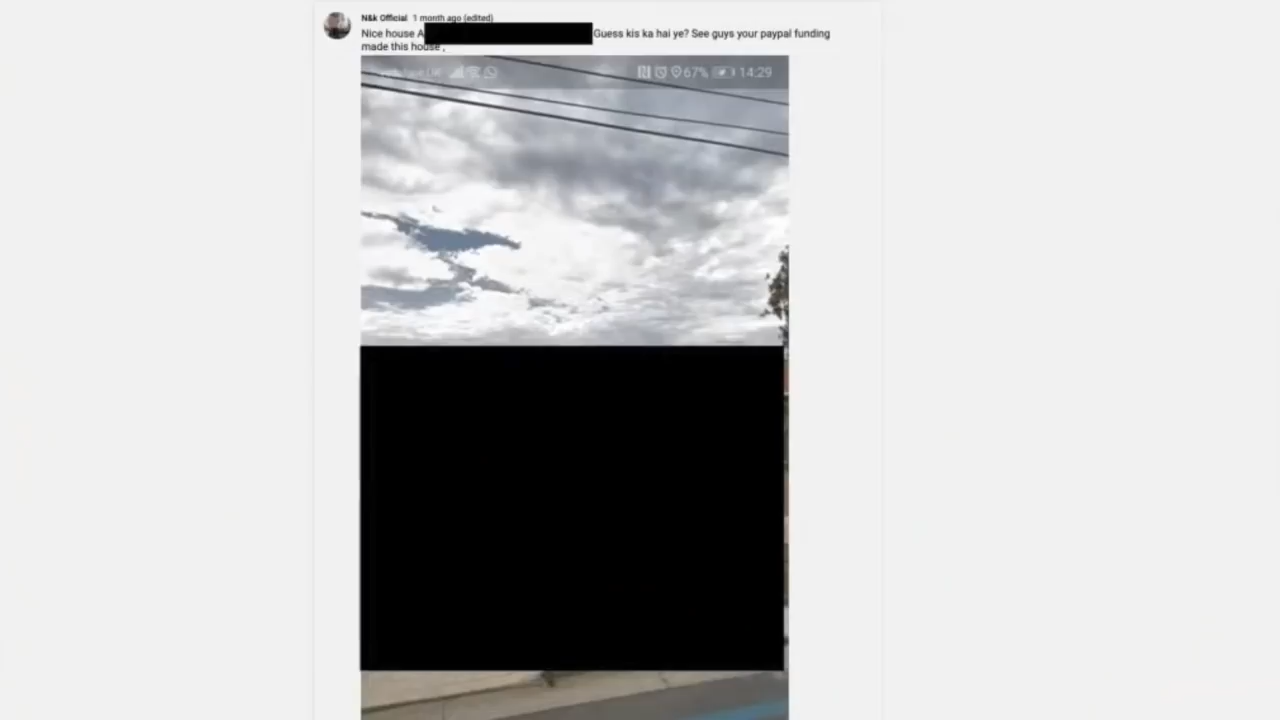 N&k Official 1 month ago (edited)
Nice house A Guess kis ka hai ye? See guys your paypal funding
made this house ,
67% 14:29